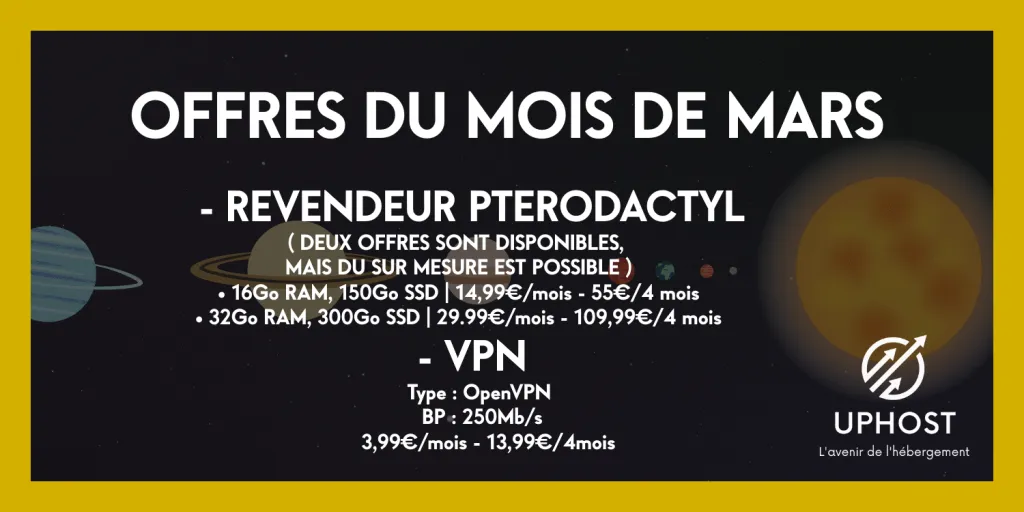 OFFRES DU MOIS DE MARS
- REVENDEUR PTERODACTYL
( DEUX OFFRES SONT DISPONIBLES,
MAIS DU SUR MESURE EST POSSIBLE )
• 16Go RAM, 150Go SSD | 14,99€/mois - 55€/4 mois
• 32Go RAM, 300Go SSD | 29.99€/mois - 109,99€/4 mois
- VPN
Type : OpenVPN
BP : 250Mb/s
3,99€/mois - 13,99€/4mois
UPHOST
L'avenir de l'hébergement